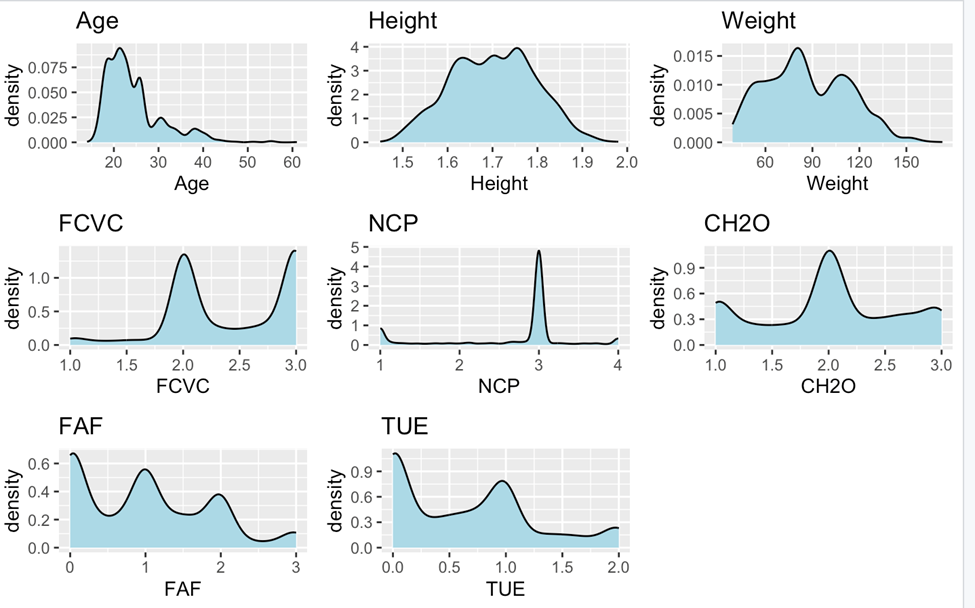 Age Height Weight
density 0.075 0.050 0.025 0.000 density 4 3 2 1 0 density 0.015 0.010 0.005 0.000
20 30 40 50 60 1.5 1.6 1.7 1.8 1.9 2.0 60 90 120 150
Age Height Weight
FCVC NCP CH2O
density 1.0 0.5 0.0 density 5 4 3 2 1 0 density 0.9 0.6 0.3 0.0
1.0 1.5 2.0 2.5 3.0 1 2 3 4 1.0 1.5 2.0 2.5 3.0
FCVC NCP CH2O
FAF TUE
density 0.6 0.4 0.2 0.0 density 0.9 0.6 0.3 0.0
0 1 2 3 0.0 0.5 1.0 1.5 2.0
FAF TUE